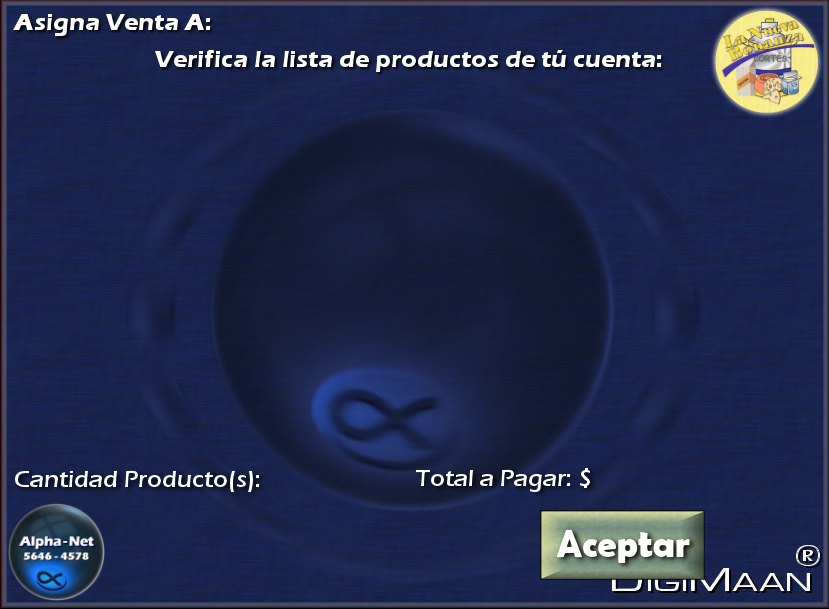 Asigna Venta A:
Verifica la lista de productos de tú cuenta:
La Nueva
Bonanza
CORTÉS
Cantidad Producto(s):
Total a Pagar: $
Alpha-Net
5646 - 4578
Aceptar
DIGIMAAN ®